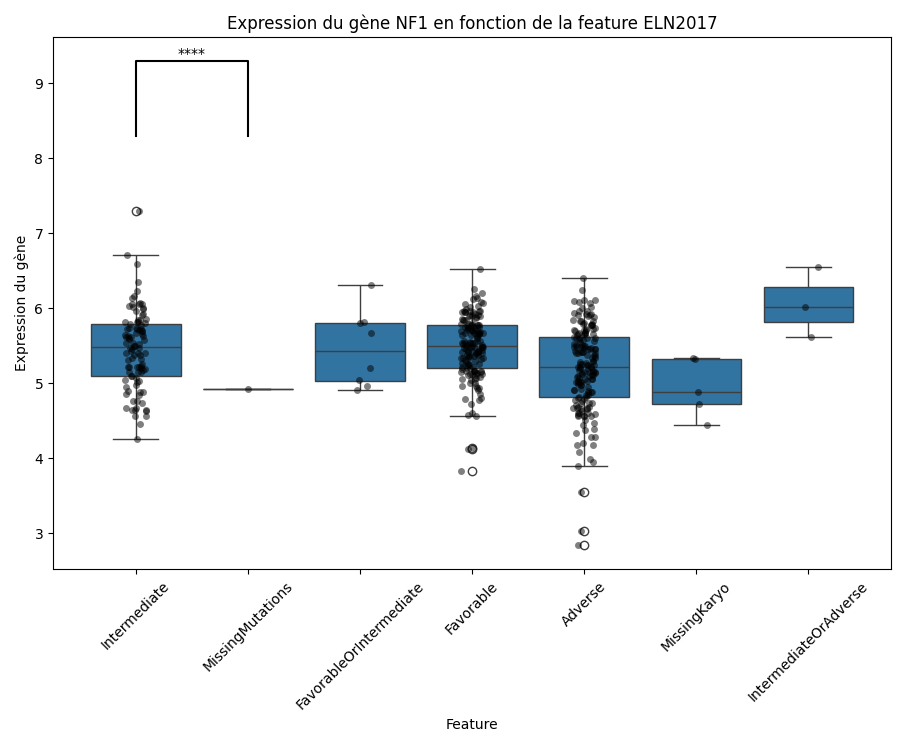 Expression du gène NF1 en fonction de la feature ELN2017
****
9
8
7
6
5
4
3
Expression du gène
Intermediate
MissingMutations
FavorableOrIntermediate
Favorable
Adverse
MissingKaryo
IntermediateOrAdverse
Feature